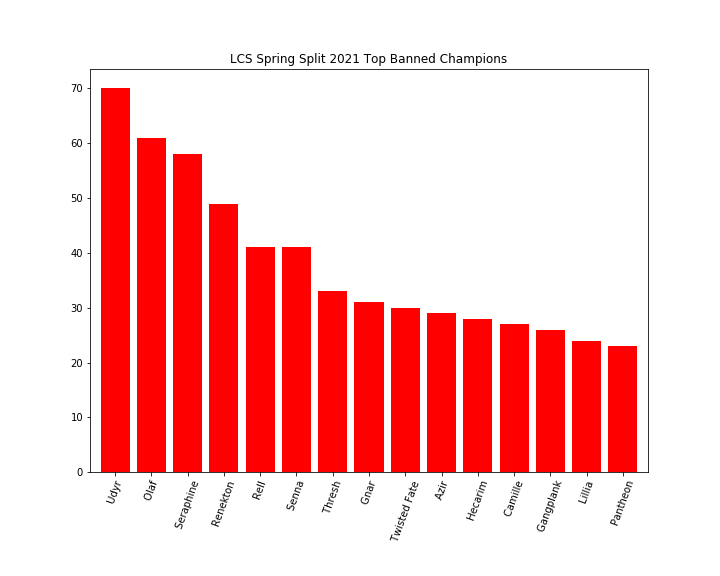 LCS Spring Split 2021 Top Banned Champions
70
60
50
40
30
20
10
0
Udyr
Olaf
Seraphine
Renekton
Rell
Senna
Thresh
Gnar
Twisted Fate
Azir
Hecarim
Camille
Gangplank
Lillia
Pantheon